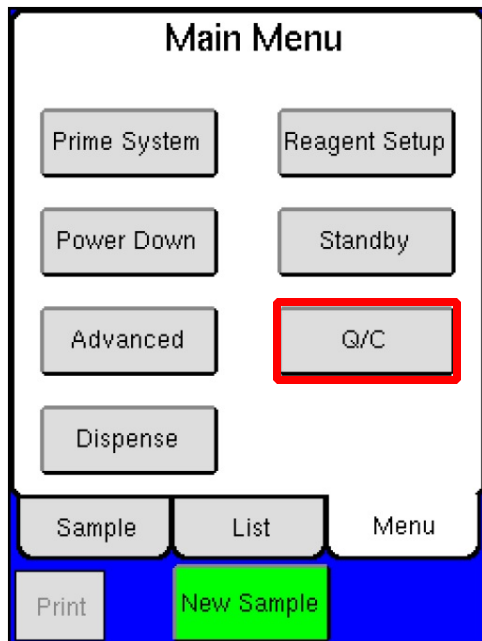 Main Menu
Prime System
Reagent Setup
Power Down
Standby
Advanced
Q/C
Dispense
Sample
List
Menu
Print
New Sample